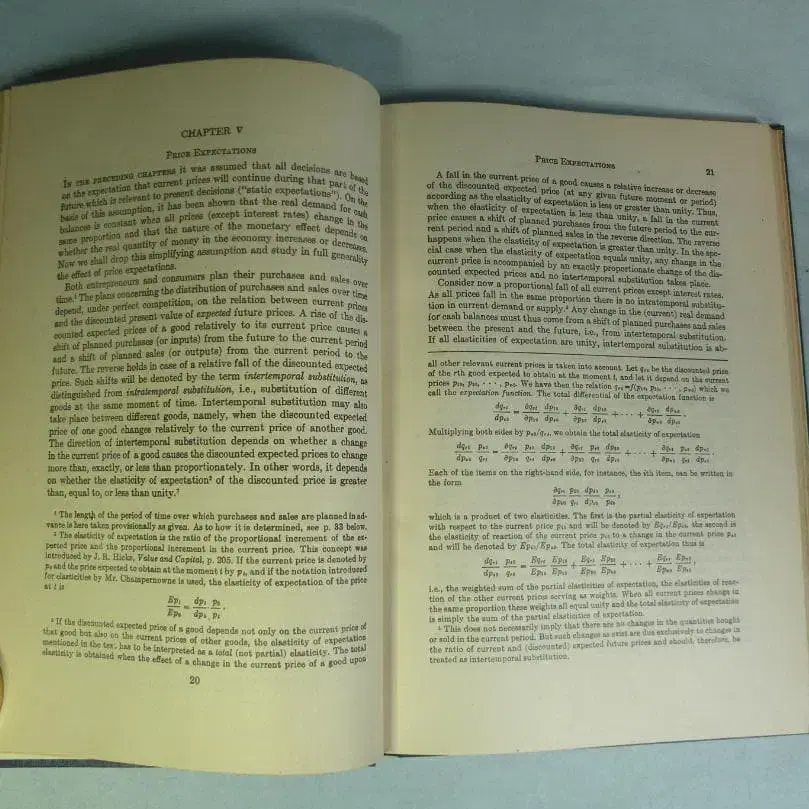 CHAPTER V
PRICE EXPECTATIONS
IN THE PRECEDING CHAPTERS it was assumed that all decisions are based
on the expectation that current prices will continue during that part of the
future which is relevant to present decisions ("static expectations"). On the
basis of this assumption, it has been shown that the real demand for cash
balances is constant when all prices (except interest rates) change in the
same proportion and that the nature of the monetary effect depends on
whether the real quantity of money in the economy increases or decreases.
Now we shall drop this simplifying assumption and study in full generality
the effect of price expectations.
Both entrepreneurs and consumers plan their purchases and sales over
time.¹ The plans concerning the distribution of purchases and sales over time
depend, under perfect competition, on the relation between current prices
and the discounted present value of expected future prices. A rise of the dis-
counted expected prices of a good relatively to its current price causes a
shift of planned purchases (or inputs) from the future to the current period
and a shift of planned sales (or outputs) from the current period to the
future. The reverse holds in case of a relative fall of the discounted expected
price. Such shifts will be denoted by the term intertemporal substitution, as
distinguished from intratemporal substitution, i.e., substitution of different
goods at the same moment of time. Intertemporal substitution may also
take place between different goods, namely, when the discounted expected
price of one good changes relatively to the current price of another good.
The direction of intertemporal substitution depends on whether a change
in the current price of a good causes the discounted expected prices to change
more than, exactly, or less than proportionately. In other words, it depends
on whether the elasticity of expectation² of the discounted price is greater
than, equal to, or less than unity.³
¹ The length of the period of time over which purchases and sales are planned in ad-
vance is here taken provisionally as given. As to how it is determined, see p. 33 below.
² The elasticity of expectation is the ratio of the proportional increment of the ex-
pected price and the proportional increment in the current price. This concept was
introduced by J. R. Hicks, Value and Capital, p. 205. If the current price is denoted by
p₀ and the price expected to obtain at the moment t by pₜ, and if the notation introduced
for elasticities by Mr. Champernowne is used, the elasticity of expectation of the price
at t is
Epₜ/Ep₀ = dpₜ/dp₀ p₀/pₜ .
³ If the discounted expected price of a good depends not only on the current price of
that good but also on the current prices of other goods, the elasticity of expectation
mentioned in the text has to be interpreted as a total (not partial) elasticity. The total
elasticity is obtained when the effect of a change in the current price of a good upon
20
PRICE EXPECTATIONS
21
A fall in the current price of a good causes a relative increase or decrease
of the discounted expected price (at any given future moment or period)
according as the elasticity of expectation is less or greater than unity. Thus,
when the elasticity of expectation is less than unity, a fall in the current
price causes a shift of planned purchases from the future period to the cur-
rent period and a shift of planned sales in the reverse direction. The reverse
happens when the elasticity of expectation is greater than unity. In the spe-
cial case when the elasticity of expectation equals unity, any change in the
current price is accompanied by an exactly proportionate change of the dis-
counted expected prices and no intertemporal substitution takes place.
Consider now a proportional fall of all current prices except interest rates.
As all prices fall in the same proportion there is no intratemporal substitu-
tion in current demand or supply.⁴ Any change in the (current) real demand
for cash balances must thus come from a shift of planned purchases and sales
between the present and the future, i.e., from intertemporal substitution.
If all elasticities of expectation are unity, intertemporal substitution is ab-
all other relevant current prices is taken into account. Let be the discounted price
of the rth good expected to obtain at the moment t, and let it depend on the current
prices We have then the relation which we
call the expectation function. The total differential of the expectation function is
Multiplying both sides by we obtain the total elasticity of expectation
Each of the items on the right-hand side, for instance, the ith item, can be written in
the form
which is a product of two elasticities. The first is the partial elasticity of expectation
with respect to the current price and will be denoted by the second is
the elasticity of reaction of the current price to a change in the current price
and will be denoted by The total elasticity of expectation thus is
i.e., the weighted sum of the partial elasticities of expectation, the elasticities of reac-
tion of the other current prices serving as weights. When all current prices change in
the same proportion these weights all equal unity and the total elasticity of expectation
is simply the sum of the partial elasticities of expectation.
⁴ This does not necessarily imply that there are no changes in the quantities bought
or sold in the current period. But such changes as exist are due exclusively to changes in
the ratio of current and (discounted) expected future prices and should, therefore, be
treated as intertemporal substitution.